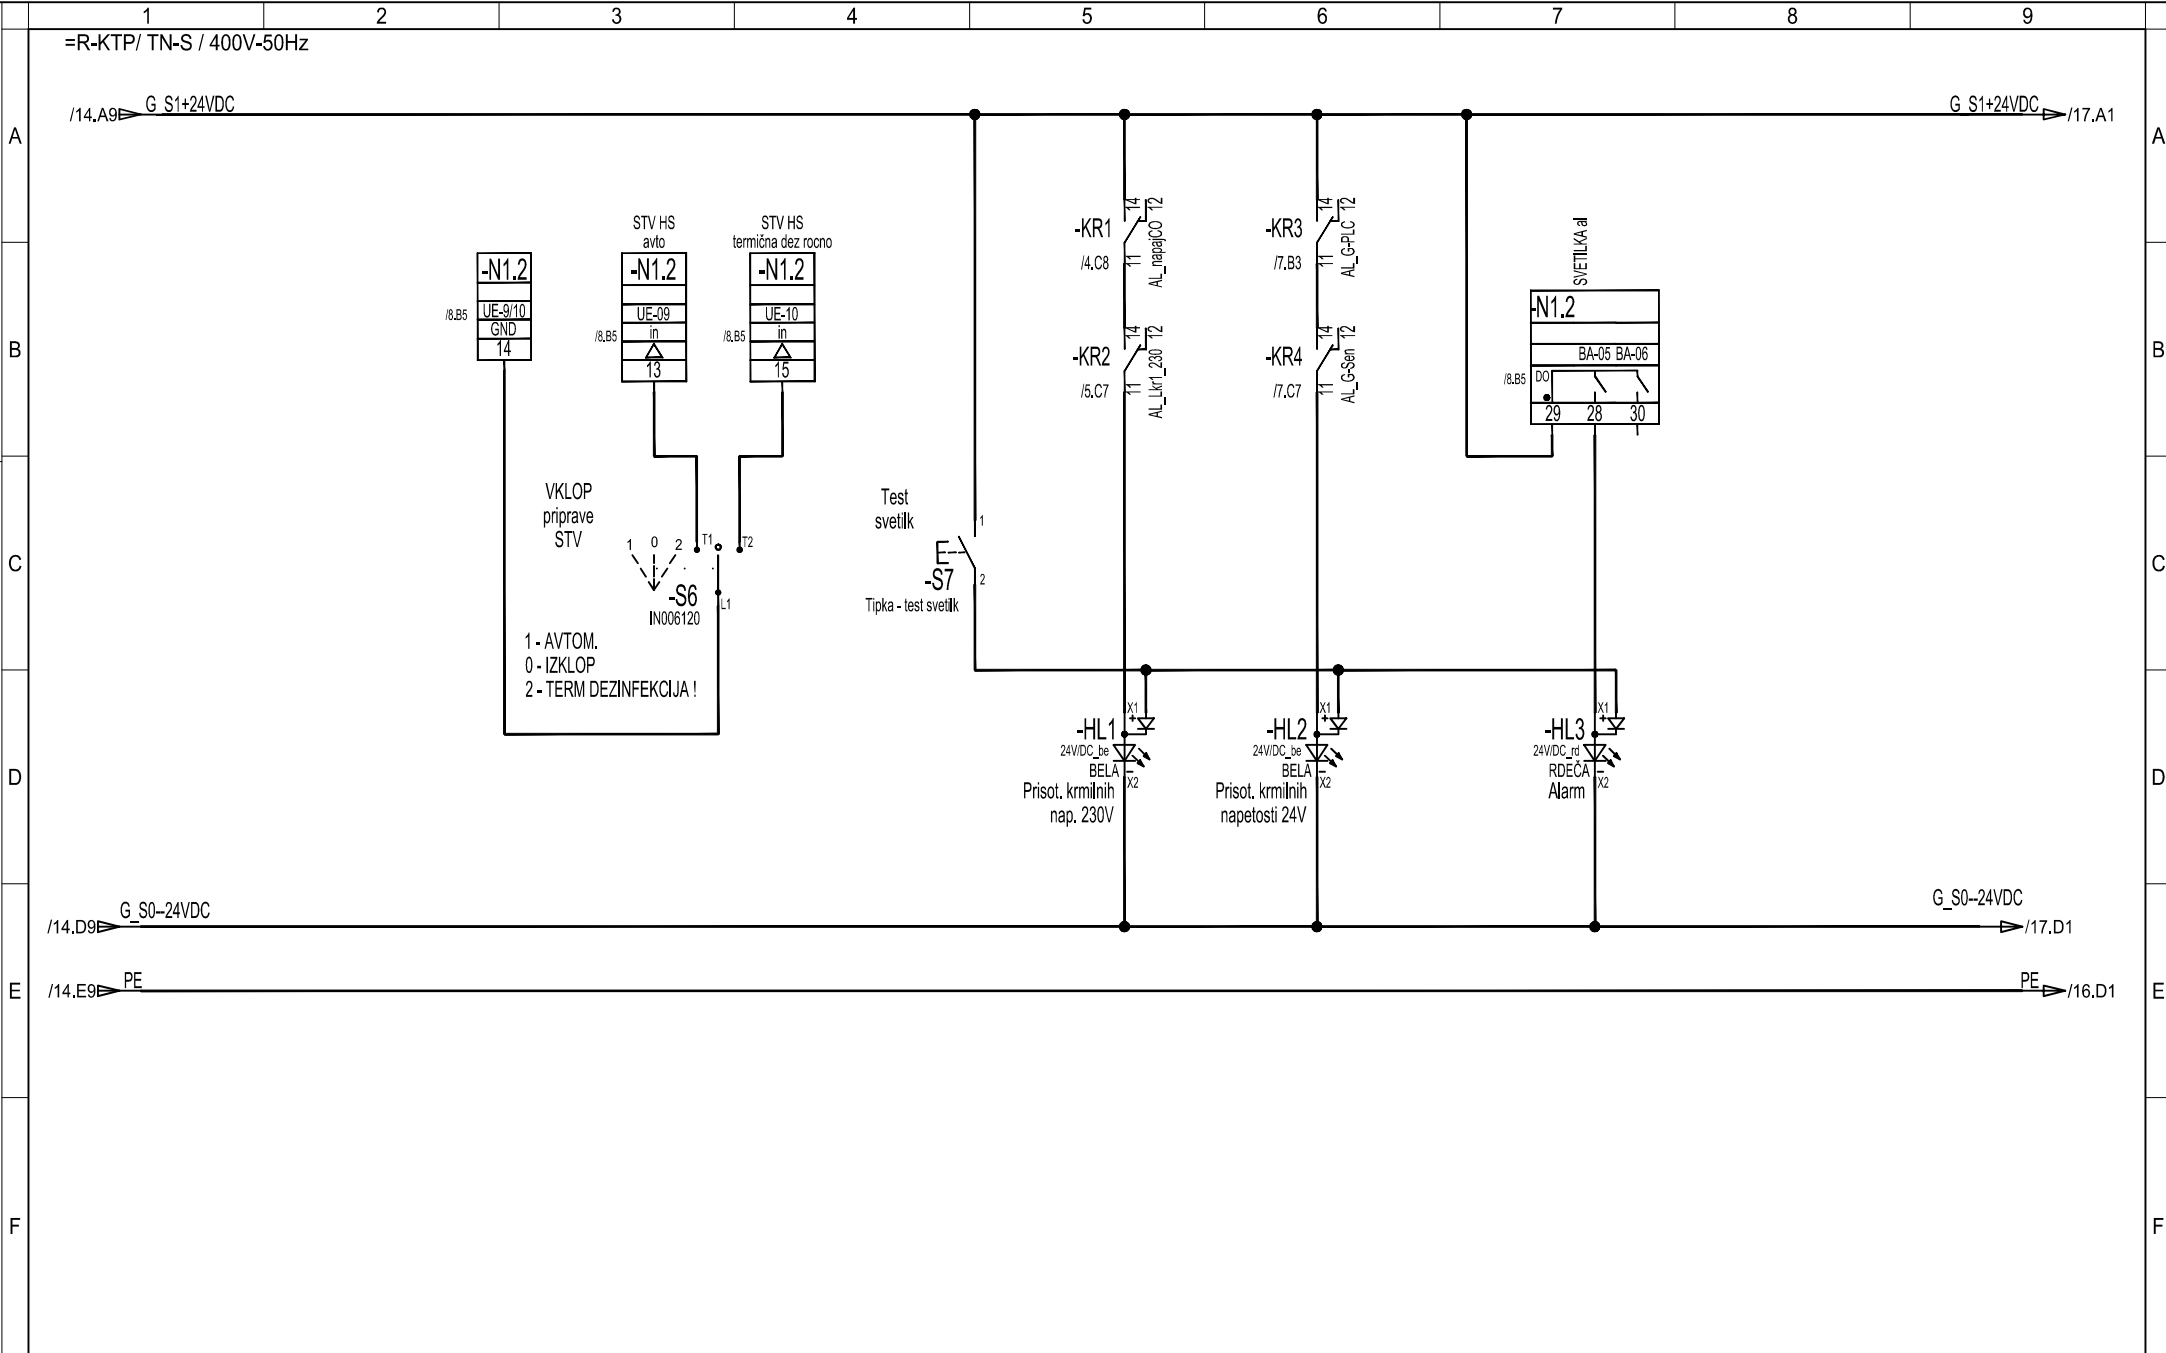 1 2 3 4 5 6 7 8 9
=R-KTP/ TN-S / 400V-50Hz
/14.A9 G_S1+24VDC
G_S1+24VDC /17.A1
A A
B B
C C
D D
E E
F F
-N1.2
/8.B5 UE-9/10
GND
14
STV HS
avto
-N1.2
UE-09
/8.B5 in
13
STV HS
termična dez rocno
-N1.2
UE-10
/8.B5 in
15
VKLOP
priprave
STV
1 0 2 T1 T2
-S6 L1
IN006120
1 - AVTOM.
0 - IZKLOP
2 - TERM DEZINFEKCIJA !
Test
svetilk
1
2
-S7
Tipka - test svetilk
-KR1 14 12
/4.C8 11 AL_napajCO
-KR2 14 12
/5.C7 11 AL_Lkr1_230
-KR3 14 12
/7.B3 11 AL_G-PLC
-KR4 14 12
/7.C7 11 AL_G-Sen
SVETILKA al
-N1.2
BA-05 BA-06
/8.B5 DO
29 28 30
-HL1 X1 +
24V/DC_be
BELA - X2
Prisot. krmilnih
nap. 230V
-HL2 X1 +
24V/DC_be
BELA - X2
Prisot. krmilnih
napetosti 24V
-HL3 X1 +
24V/DC_rd
RDEČA - X2
Alarm
/14.D9 G_S0--24VDC
G_S0--24VDC /17.D1
/14.E9 PE
PE /16.D1